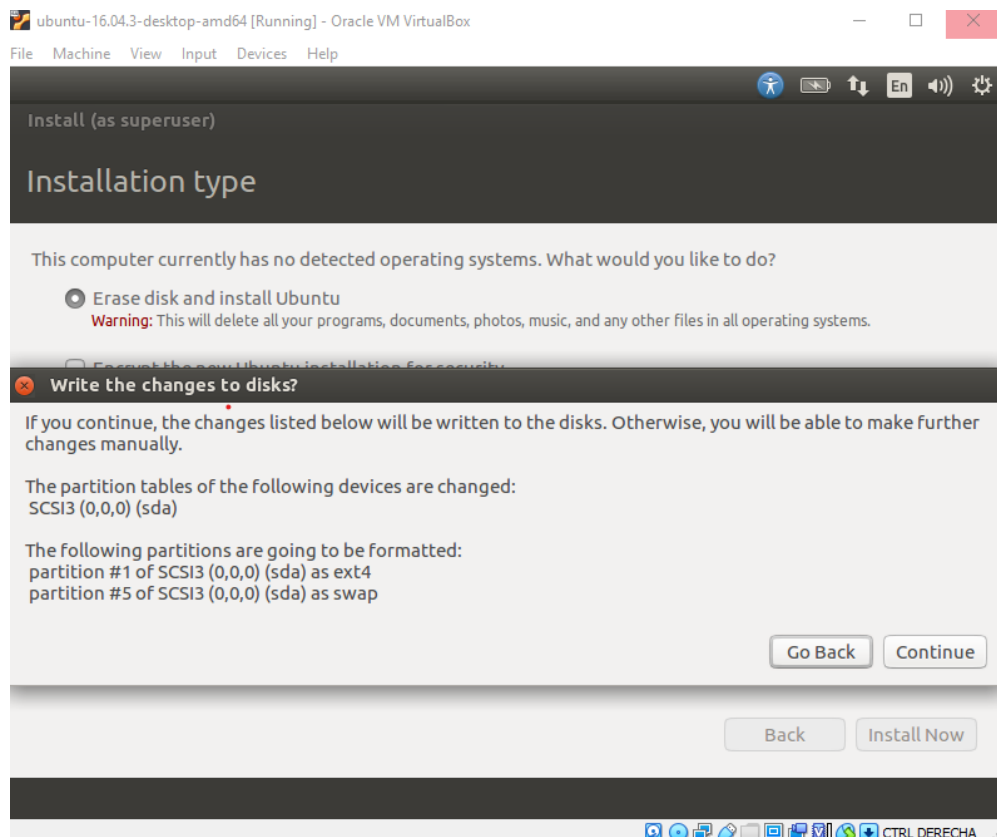 ubuntu-16.04.3-desktop-amd64 [Running] - Oracle VM VirtualBox
File Machine View Input Devices Help
En
Install (as superuser)
Installation type
This computer currently has no detected operating systems. What would you like to do?
Erase disk and install Ubuntu
Warning: This will delete all your programs, documents, photos, music, and any other files in all operating systems.
Encrypt the new Ubuntu installation for security
Write the changes to disks?
If you continue, the changes listed below will be written to the disks. Otherwise, you will be able to make further
changes manually.
The partition tables of the following devices are changed:
SCSI3 (0,0,0) (sda)
The following partitions are going to be formatted:
partition #1 of SCSI3 (0,0,0) (sda) as ext4
partition #5 of SCSI3 (0,0,0) (sda) as swap
Go Back Continue
Back Install Now
CTRL DERECHA